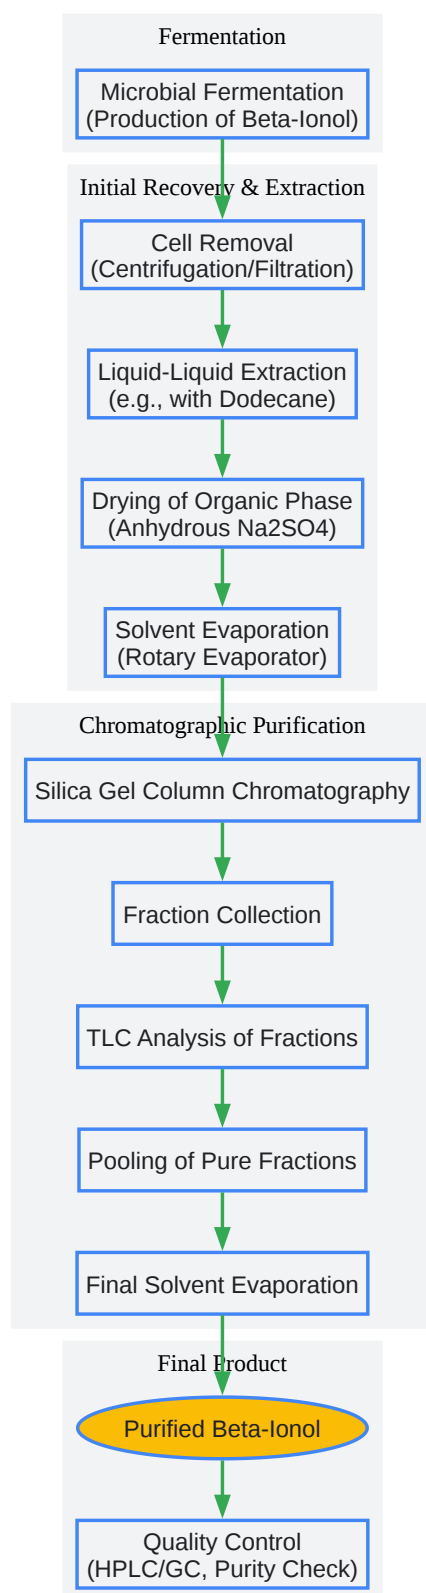 Fermentation
Microbial Fermentation
(Production of Beta-Ionol)
Initial Recovery & Extraction
Cell Removal
(Centrifugation/Filtration)
Liquid-Liquid Extraction
(e.g., with Dodecane)
Drying of Organic Phase
(Anhydrous Na2SO4)
Solvent Evaporation
(Rotary Evaporator)
Chromatographic Purification
Silica Gel Column Chromatography
Fraction Collection
TLC Analysis of Fractions
Pooling of Pure Fractions
Final Solvent Evaporation
Final Product
Purified Beta-Ionol
Quality Control
(HPLC/GC, Purity Check)